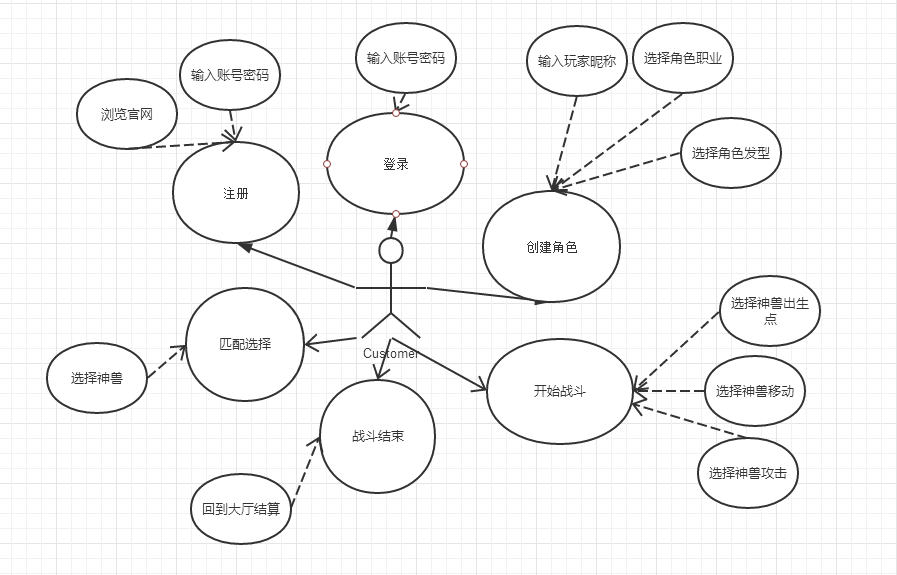 输入账号密码
输入玩家昵称
选择角色职业
输入账号密码
浏览官网
选择角色发型
登录
注册
创建角色
选择神兽出生
点
匹配选择
Customer
选择神兽
开始战斗
选择神兽移动
战斗结束
选择神兽攻击
回到大厅结算